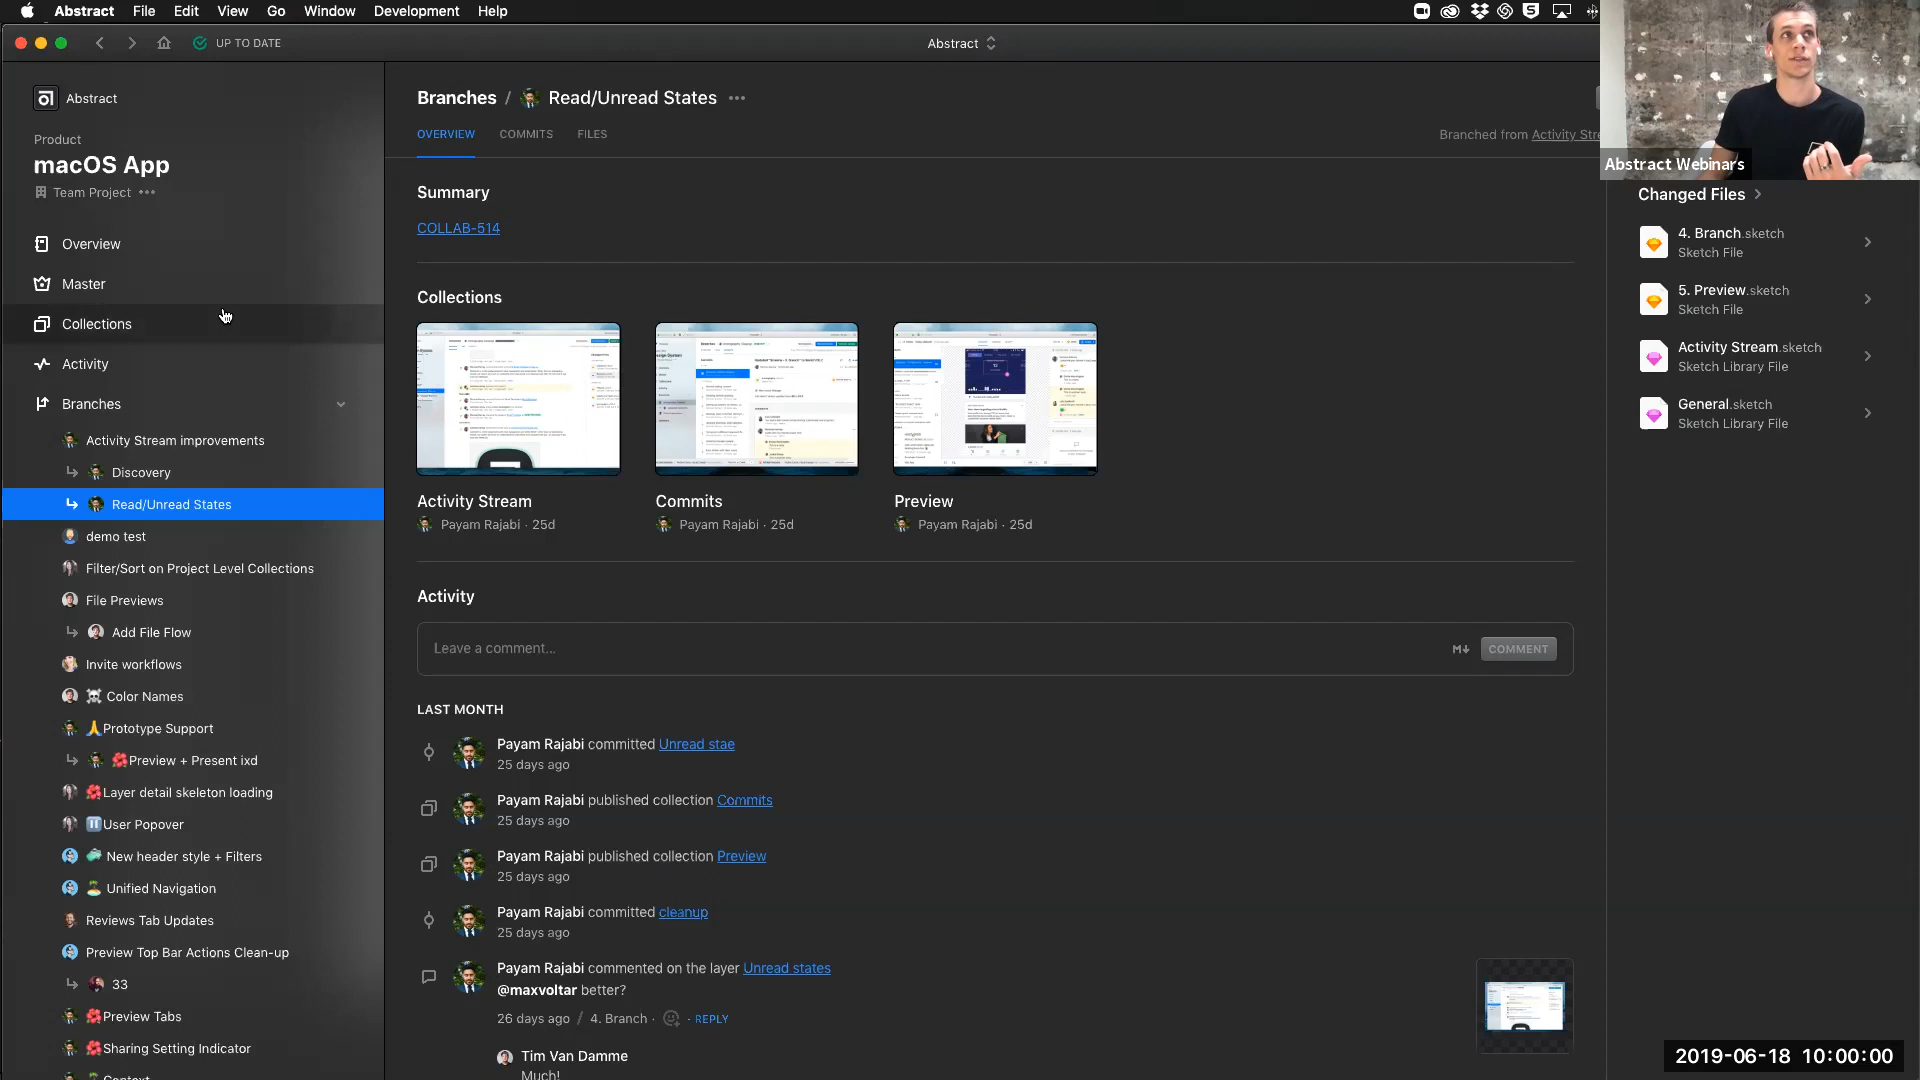 Abstract File Edit View Go Window Development Help
UP TO DATE
Abstract
Abstract
Product
macOS App
Team Project
Overview
Master
Collections
Activity
Branches
Activity Stream improvements
Discovery
Read/Unread States
demo test
Filter/Sort on Project Level Collections
File Previews
Add File Flow
Invite workflows
Color Names
Prototype Support
Preview + Present ixd
Layer detail skeleton loading
User Popover
New header style + Filters
Unified Navigation
Reviews Tab Updates
Preview Top Bar Actions Clean-up
33
Preview Tabs
Sharing Setting Indicator
Branches / Read/Unread States
OVERVIEW COMMITS FILES
Branched from Activity Stre
Summary
COLLAB-514
Collections
Activity Stream
Payam Rajabi · 25d
Commits
Payam Rajabi · 25d
Preview
Payam Rajabi · 25d
Activity
Leave a comment...
COMMENT
LAST MONTH
Payam Rajabi committed Unread stae
25 days ago
Payam Rajabi published collection Commits
25 days ago
Payam Rajabi published collection Preview
25 days ago
Payam Rajabi committed cleanup
25 days ago
Payam Rajabi commented on the layer Unread states
@maxvoltar better?
26 days ago / 4. Branch · · REPLY
Tim Van Damme
Much!
Abstract Webinars
Changed Files
4. Branch.sketch
Sketch File
5. Preview.sketch
Sketch File
Activity Stream.sketch
Sketch Library File
General.sketch
Sketch Library File
2019-06-18 10:00:00